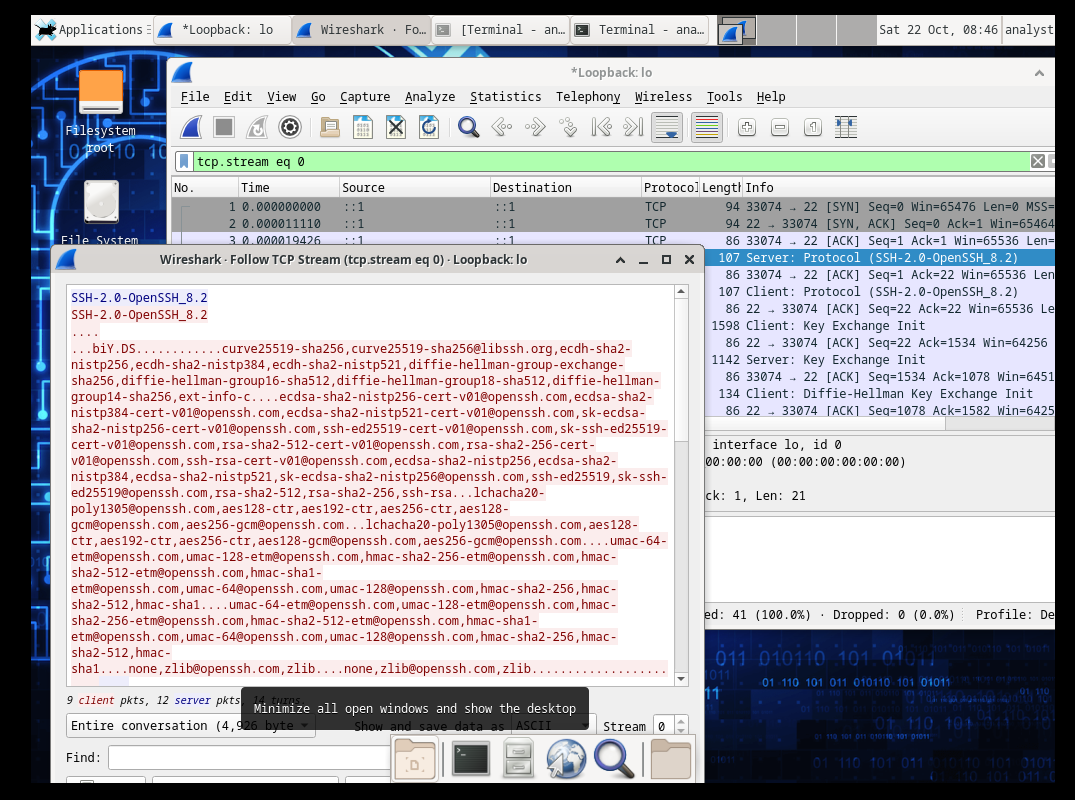 Applications
*Loopback: lo
Wireshark · Fo…
[Terminal - an…
Terminal - ana…
Sat 22 Oct, 08:46
analyst
Filesystem
root
File System
*Loopback: lo
File Edit View Go Capture Analyze Statistics Telephony Wireless Tools Help
tcp.stream eq 0
No. Time Source Destination Protocol Length Info
1 0.000000000 ::1 ::1 TCP 94 33074 → 22 [SYN] Seq=0 Win=65476 Len=0 MSS=
2 0.000011110 ::1 ::1 TCP 94 22 → 33074 [SYN, ACK] Seq=0 Ack=1 Win=65464
3 0.000019426 ::1 ::1 TCP 86 33074 → 22 [ACK] Seq=1 Ack=1 Win=65536 Len=
107 Server: Protocol (SSH-2.0-OpenSSH_8.2)
86 33074 → 22 [ACK] Seq=1 Ack=22 Win=65536 Len
107 Client: Protocol (SSH-2.0-OpenSSH_8.2)
86 22 → 33074 [ACK] Seq=22 Ack=22 Win=65536 Le
1598 Client: Key Exchange Init
86 22 → 33074 [ACK] Seq=22 Ack=1534 Win=64256
1142 Server: Key Exchange Init
86 33074 → 22 [ACK] Seq=1534 Ack=1078 Win=6451
134 Client: Diffie-Hellman Key Exchange Init
86 22 → 33074 [ACK] Seq=1078 Ack=1582 Win=6425
interface lo, id 0
00:00:00 (00:00:00:00:00:00)
ck: 1, Len: 21
ed: 41 (100.0%) · Dropped: 0 (0.0%)
Profile: De
Wireshark · Follow TCP Stream (tcp.stream eq 0) · Loopback: lo
SSH-2.0-OpenSSH_8.2
SSH-2.0-OpenSSH_8.2
....
...biY.DS............curve25519-sha256,curve25519-sha256@libssh.org,ecdh-sha2-
nistp256,ecdh-sha2-nistp384,ecdh-sha2-nistp521,diffie-hellman-group-exchange-
sha256,diffie-hellman-group16-sha512,diffie-hellman-group18-sha512,diffie-hellman-
group14-sha256,ext-info-c....ecdsa-sha2-nistp256-cert-v01@openssh.com,ecdsa-sha2-
nistp384-cert-v01@openssh.com,ecdsa-sha2-nistp521-cert-v01@openssh.com,sk-ecdsa-
sha2-nistp256-cert-v01@openssh.com,ssh-ed25519-cert-v01@openssh.com,sk-ssh-ed25519-
cert-v01@openssh.com,rsa-sha2-512-cert-v01@openssh.com,rsa-sha2-256-cert-
v01@openssh.com,ssh-rsa-cert-v01@openssh.com,ecdsa-sha2-nistp256,ecdsa-sha2-
nistp384,ecdsa-sha2-nistp521,sk-ecdsa-sha2-nistp256@openssh.com,ssh-ed25519,sk-ssh-
ed25519@openssh.com,rsa-sha2-512,rsa-sha2-256,ssh-rsa...lchacha20-
poly1305@openssh.com,aes128-ctr,aes192-ctr,aes256-ctr,aes128-
gcm@openssh.com,aes256-gcm@openssh.com...lchacha20-poly1305@openssh.com,aes128-
ctr,aes192-ctr,aes256-ctr,aes128-gcm@openssh.com,aes256-gcm@openssh.com....umac-64-
etm@openssh.com,umac-128-etm@openssh.com,hmac-sha2-256-etm@openssh.com,hmac-
sha2-512-etm@openssh.com,hmac-sha1-
etm@openssh.com,umac-64@openssh.com,umac-128@openssh.com,hmac-sha2-256,hmac-
sha2-512,hmac-sha1....umac-64-etm@openssh.com,umac-128-etm@openssh.com,hmac-
sha2-256-etm@openssh.com,hmac-sha2-512-etm@openssh.com,hmac-sha1-
etm@openssh.com,umac-64@openssh.com,umac-128@openssh.com,hmac-sha2-256,hmac-
sha2-512,hmac-
sha1....none,zlib@openssh.com,zlib....none,zlib@openssh.com,zlib.................
9 client pkts, 12 server pkts, 14 turns.
Minimize all open windows and show the desktop
Entire conversation (4,926 byte
Show and save data as ASCII
Stream 0
Find: